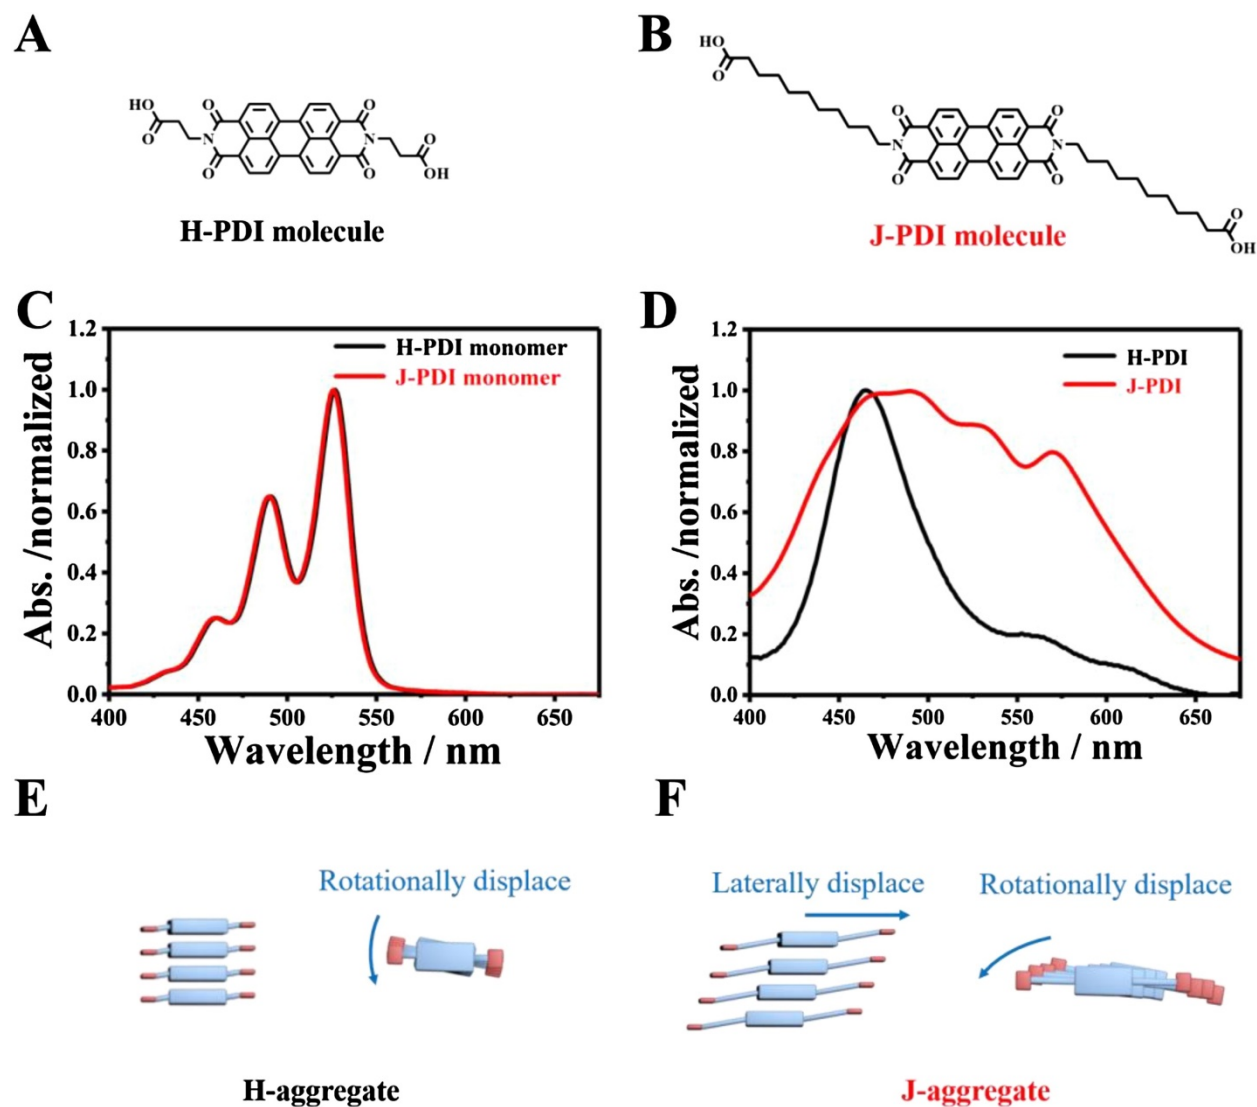 A
B
HO
O
O
O
N
N
O
O
O
OH
H-PDI molecule
HO
O
O
O
N
N
O
O
O
OH
J-PDI molecule
C
D
1.2
1.0
0.8
0.6
0.4
0.2
0.0
Abs. /normalized
H-PDI monomer
J-PDI monomer
400
450
500
550
600
650
Wavelength / nm
1.2
1.0
0.8
0.6
0.4
0.2
0.0
Abs. /normalized
H-PDI
J-PDI
400
450
500
550
600
650
Wavelength / nm
E
F
Rotationally displace
H-aggregate
Laterally displace
Rotationally displace
J-aggregate